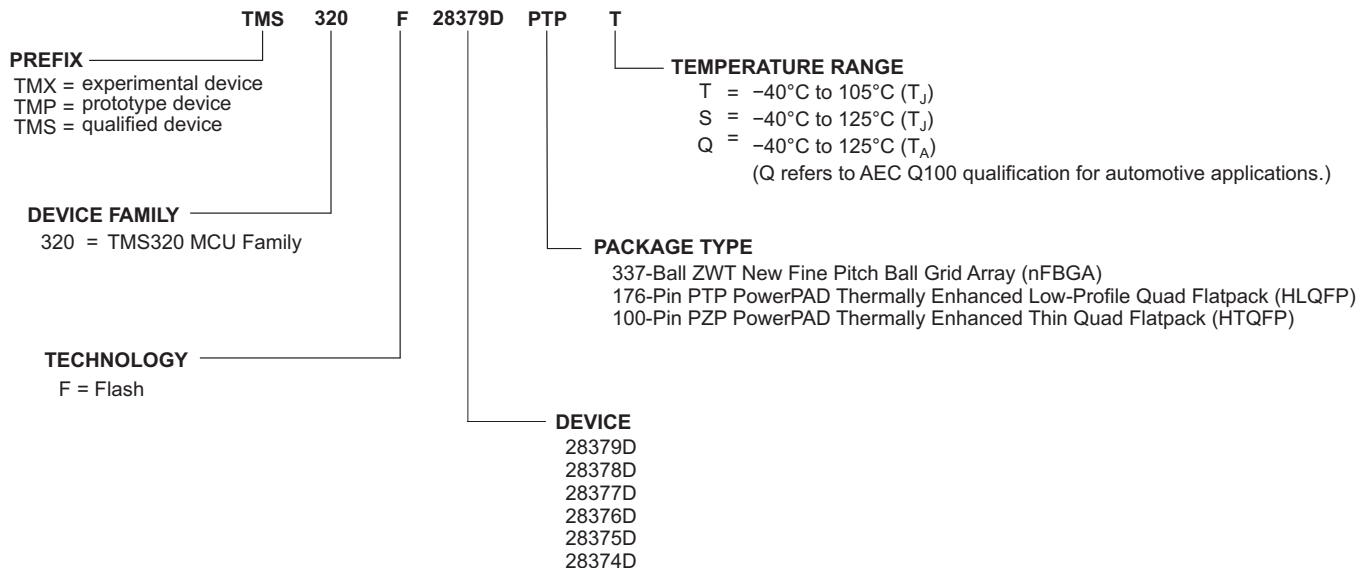 TMS 320 F 28379D PTP T
PREFIX
TMX = experimental device
TMP = prototype device
TMS = qualified device
TEMPERATURE RANGE
T = −40°C to 105°C (TJ)
S = −40°C to 125°C (TJ)
Q = −40°C to 125°C (TA)
(Q refers to AEC Q100 qualification for automotive applications.)
DEVICE FAMILY
320 = TMS320 MCU Family
PACKAGE TYPE
337-Ball ZWT New Fine Pitch Ball Grid Array (nFBGA)
176-Pin PTP PowerPAD Thermally Enhanced Low-Profile Quad Flatpack (HLQFP)
100-Pin PZP PowerPAD Thermally Enhanced Thin Quad Flatpack (HTQFP)
TECHNOLOGY
F = Flash
DEVICE
28379D
28378D
28377D
28376D
28375D
28374D